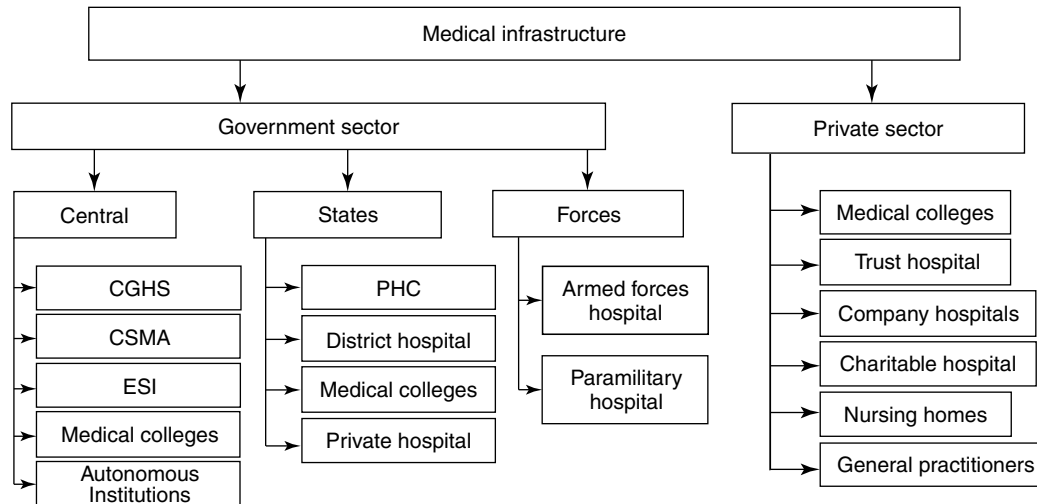 Medical infrastructure
Government sector
Private sector
Central
States
Forces
CGHS
CSMA
ESI
Medical colleges
Autonomous
Institutions
PHC
District hospital
Medical colleges
Private hospital
Armed forces
hospital
Paramilitary
hospital
Medical colleges
Trust hospital
Company hospitals
Charitable hospital
Nursing homes
General practitioners